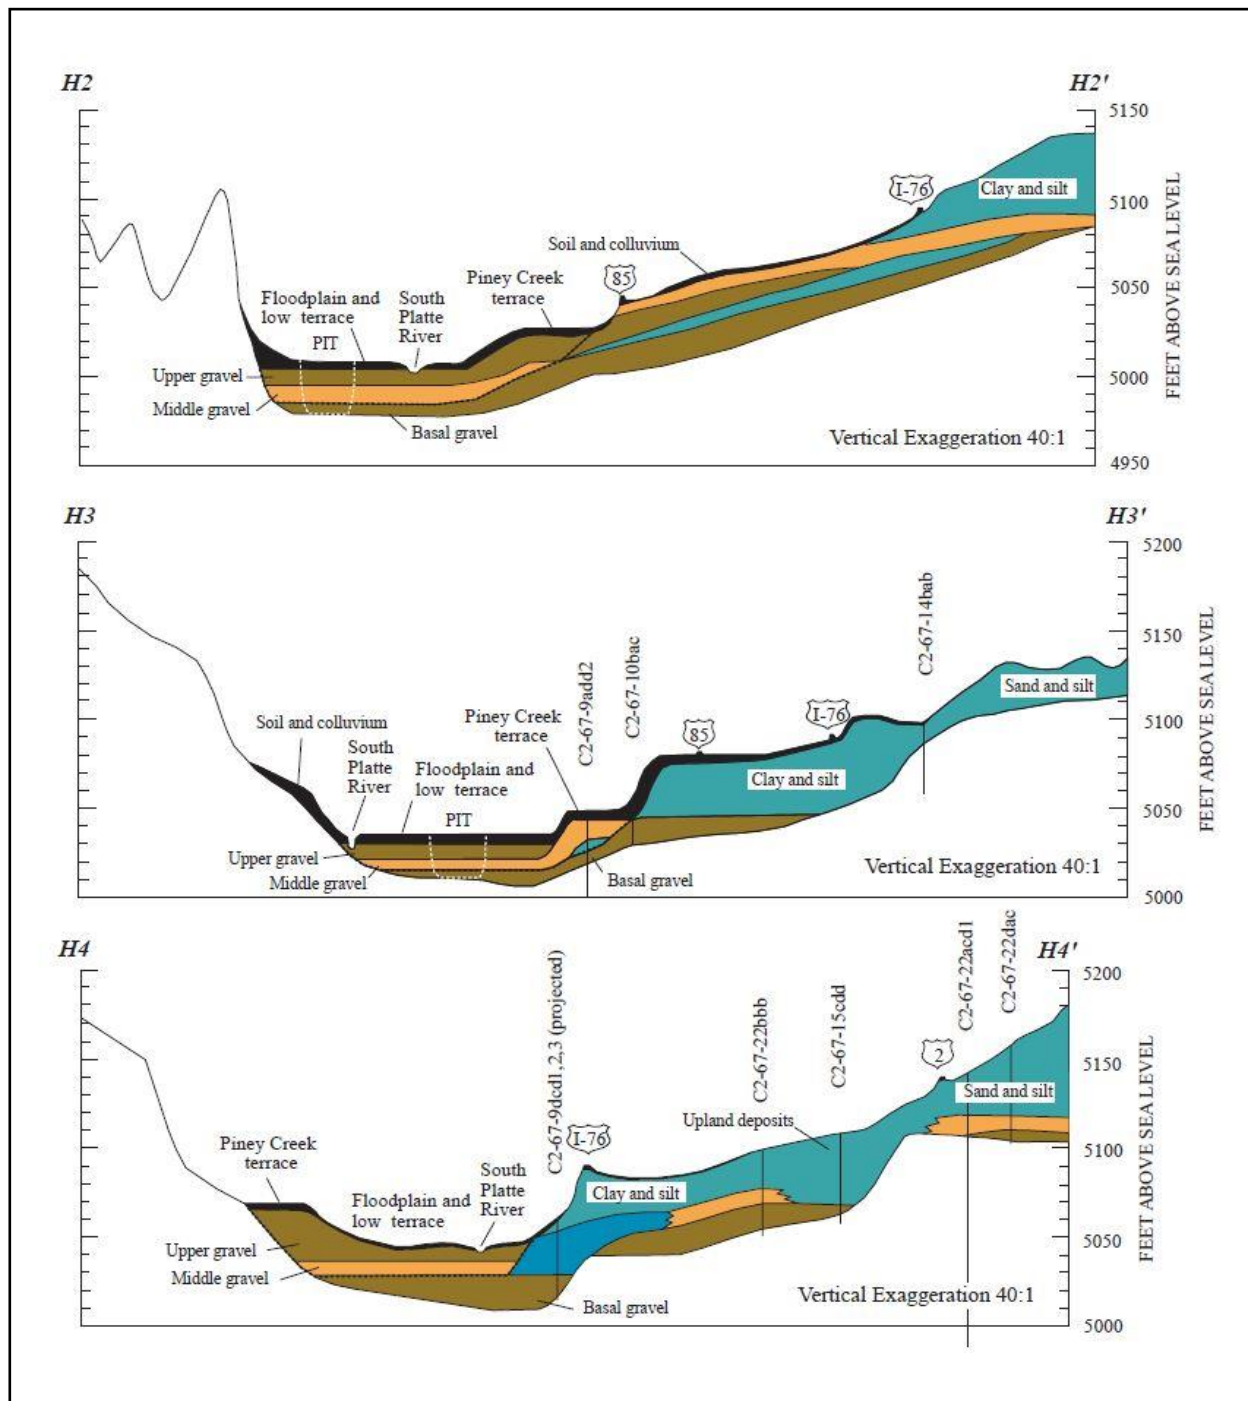 H2
H2'
5150
I-76
Clay and silt
5100
Soil and colluvium
Piney Creek
terrace
85
5050
Floodplain and
low terrace
South
Platte
River
PIT
Upper gravel
5000
Middle gravel
Basal gravel
Vertical Exaggeration 40:1
4950
FEET ABOVE SEA LEVEL
H3
H3'
5200
C2-67-14bab
5150
C2-67-9add2
C2-67-10bac
Sand and silt
Soil and colluvium
Piney Creek
terrace
I-76
5100
85
South
Platte
River
Floodplain and
low terrace
Clay and silt
PIT
5050
Upper gravel
Middle gravel
Basal gravel
Vertical Exaggeration 40:1
5000
FEET ABOVE SEA LEVEL
H4
H4'
C2-67-9dcd1,2,3 (projected)
C2-67-22acd1
C2-67-22dac
5200
C2-67-22bbb
C2-67-15cdd
2
5150
Sand and silt
I-76
Upland deposits
Piney Creek
terrace
5100
South
Platte
River
Floodplain and
low terrace
Clay and silt
Upper gravel
5050
Middle gravel
Basal gravel
Vertical Exaggeration 40:1
5000
FEET ABOVE SEA LEVEL